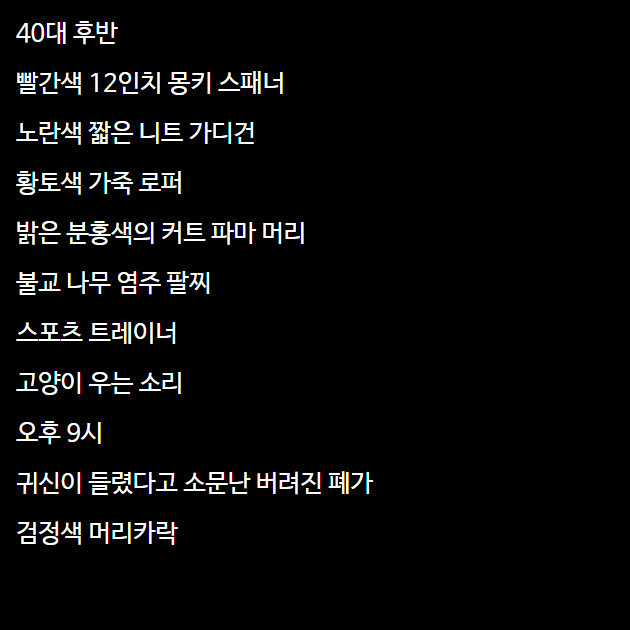 40대 후반
빨간색 12인치 몽키 스패너
노란색 짧은 니트 가디건
황토색 가죽 로퍼
밝은 분홍색의 커트 파마 머리
불교 나무 염주 팔찌
스포츠 트레이너
고양이 우는 소리
오후 9시
귀신이 들렸다고 소문난 버려진 폐가
검정색 머리카락